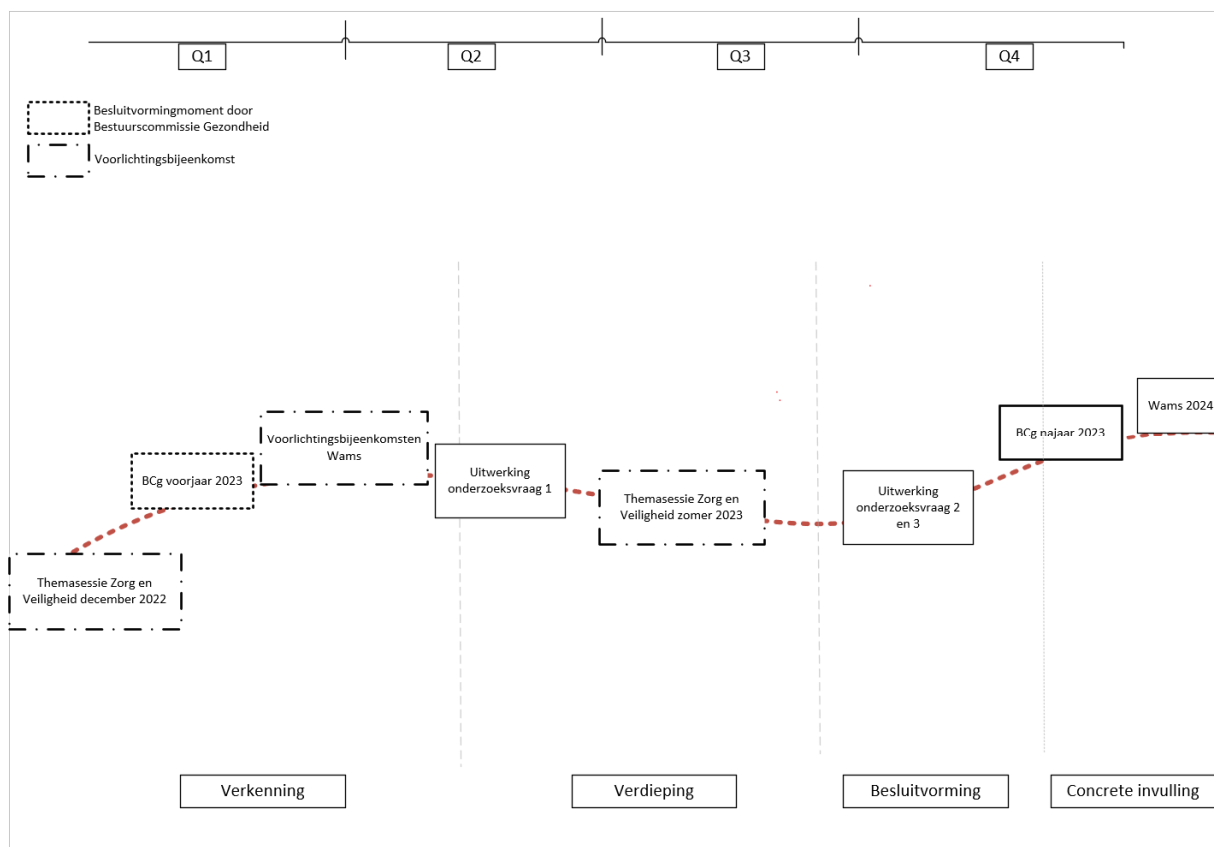 Q1
Q2
Q3
Q4
Besluitvormingmoment door
Bestuurscommissie Gezondheid
Voorlichtingsbijeenkomst
Wams 2024
BCg najaar 2023
Voorlichtingsbijeenkomsten
Wams
BCg voorjaar 2023
Uitwerking
onderzoeksvraag 1
Themasessie Zorg en
Veiligheid zomer 2023
Uitwerking
onderzoeksvraag 2
en 3
Themasessie Zorg en
Veiligheid december 2022
Verkenning
Verdieping
Besluitvorming
Concrete invulling